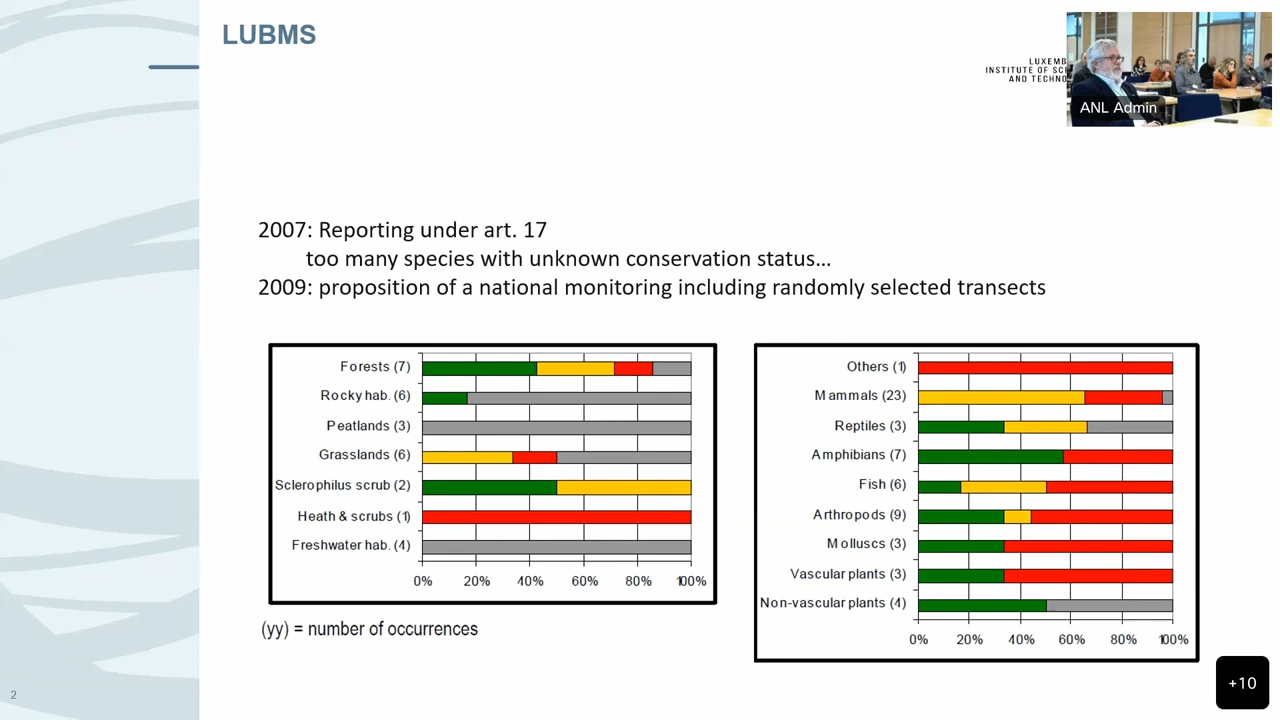 LUBMS
LUXEMB
INSTITUTE OF SCI
AND TECHNO
ANL Admin
2007: Reporting under art. 17
too many species with unknown conservation status...
2009: proposition of a national monitoring including randomly selected transects
Forests (7)
Rocky hab. (6)
Peatlands (3)
Grasslands (6)
Sclerophilus scrub (2)
Heath & scrubs (1)
Freshwater hab. (4)
0% 20% 40% 60% 80% 100%
(yy) = number of occurrences
Others (1)
Mammals (23)
Reptiles (3)
Amphibians (7)
Fish (6)
Arthropods (9)
Molluscs (3)
Vascular plants (3)
Non-vascular plants (4)
0% 20% 40% 60% 80% 100%
2
+10